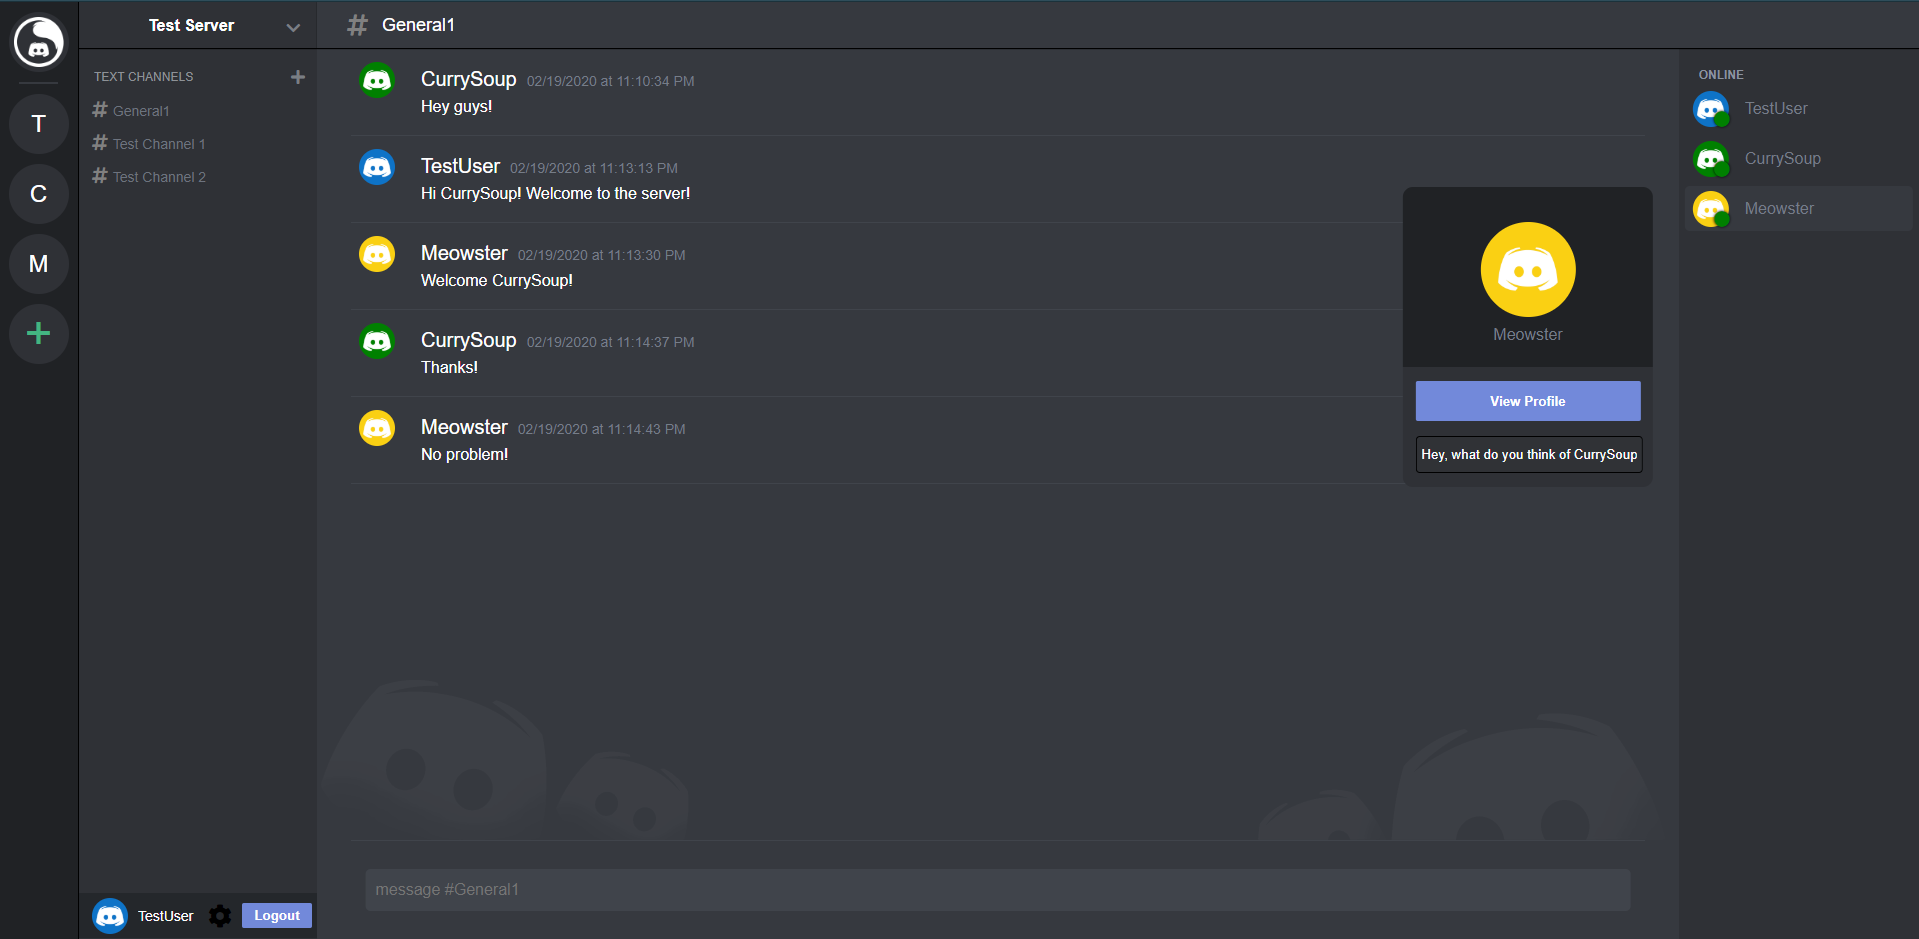 Test Server
# General1
T
C
M
+
TEXT CHANNELS +
# General1
# Test Channel 1
# Test Channel 2
CurrySoup 02/19/2020 at 11:10:34 PM
Hey guys!
TestUser 02/19/2020 at 11:13:13 PM
Hi CurrySoup! Welcome to the server!
Meowster 02/19/2020 at 11:13:30 PM
Welcome CurrySoup!
CurrySoup 02/19/2020 at 11:14:37 PM
Thanks!
Meowster 02/19/2020 at 11:14:43 PM
No problem!
Meowster
View Profile
Hey, what do you think of CurrySoup
ONLINE
TestUser
CurrySoup
Meowster
message #General1
TestUser
Logout